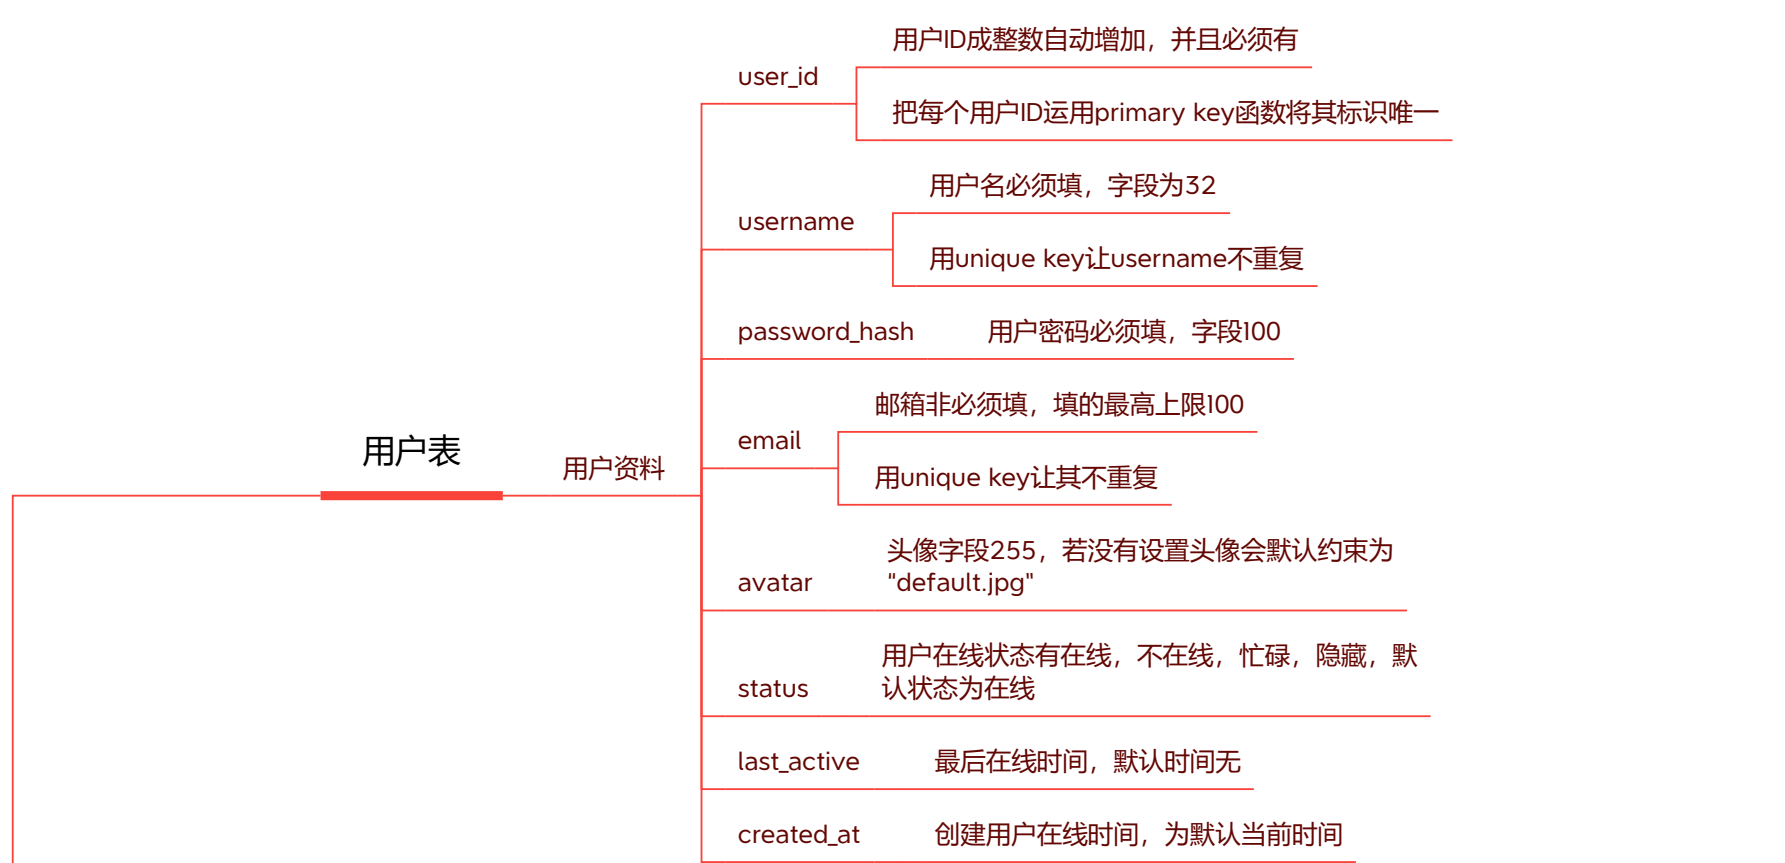 用户表
用户资料
user_id
用户ID成整数自动增加，并且必须有
把每个用户ID运用primary key函数将其标识唯一
username
用户名必须填，字段为32
用unique key让username不重复
password_hash
用户密码必须填，字段100
email
邮箱非必须填，填的最高上限100
用unique key让其不重复
avatar
头像字段255，若没有设置头像会默认约束为
"default.jpg"
status
用户在线状态有在线，不在线，忙碌，隐藏，默
认状态为在线
last_active
最后在线时间，默认时间无
created_at
创建用户在线时间，为默认当前时间